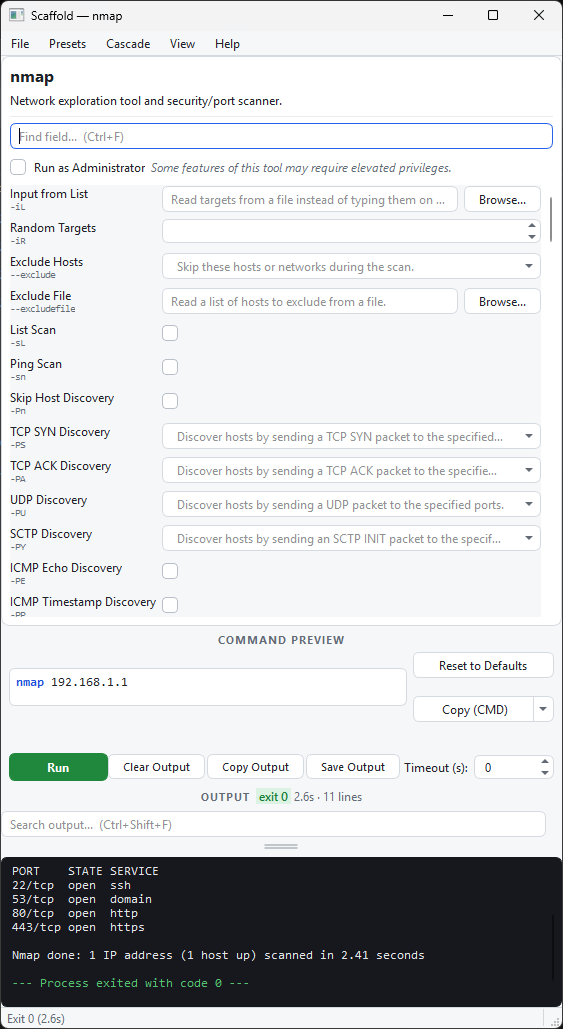 Scaffold — nmap
File Presets Cascade View Help
nmap
Network exploration tool and security/port scanner.
Find field... (Ctrl+F)
Run as Administrator Some features of this tool may require elevated privileges.
Input from List Read targets from a file instead of typing them on ... Browse...
-iL
Random Targets
-iR
Exclude Hosts Skip these hosts or networks during the scan.
--exclude
Exclude File Read a list of hosts to exclude from a file. Browse...
--excludefile
List Scan
-sL
Ping Scan
-sn
Skip Host Discovery
-Pn
TCP SYN Discovery Discover hosts by sending a TCP SYN packet to the specified...
-PS
TCP ACK Discovery Discover hosts by sending a TCP ACK packet to the specifie...
-PA
UDP Discovery Discover hosts by sending a UDP packet to the specified ports.
-PU
SCTP Discovery Discover hosts by sending an SCTP INIT packet to the specif...
-PY
ICMP Echo Discovery
-PE
ICMP Timestamp Discovery
-PP
COMMAND PREVIEW
nmap 192.168.1.1
Reset to Defaults
Copy (CMD)
Run Clear Output Copy Output Save Output Timeout (s): 0
OUTPUT exit 0 2.6s · 11 lines
Search output... (Ctrl+Shift+F)
PORT STATE SERVICE
22/tcp open ssh
53/tcp open domain
80/tcp open http
443/tcp open https
Nmap done: 1 IP address (1 host up) scanned in 2.41 seconds
--- Process exited with code 0 ---
Exit 0 (2.6s)